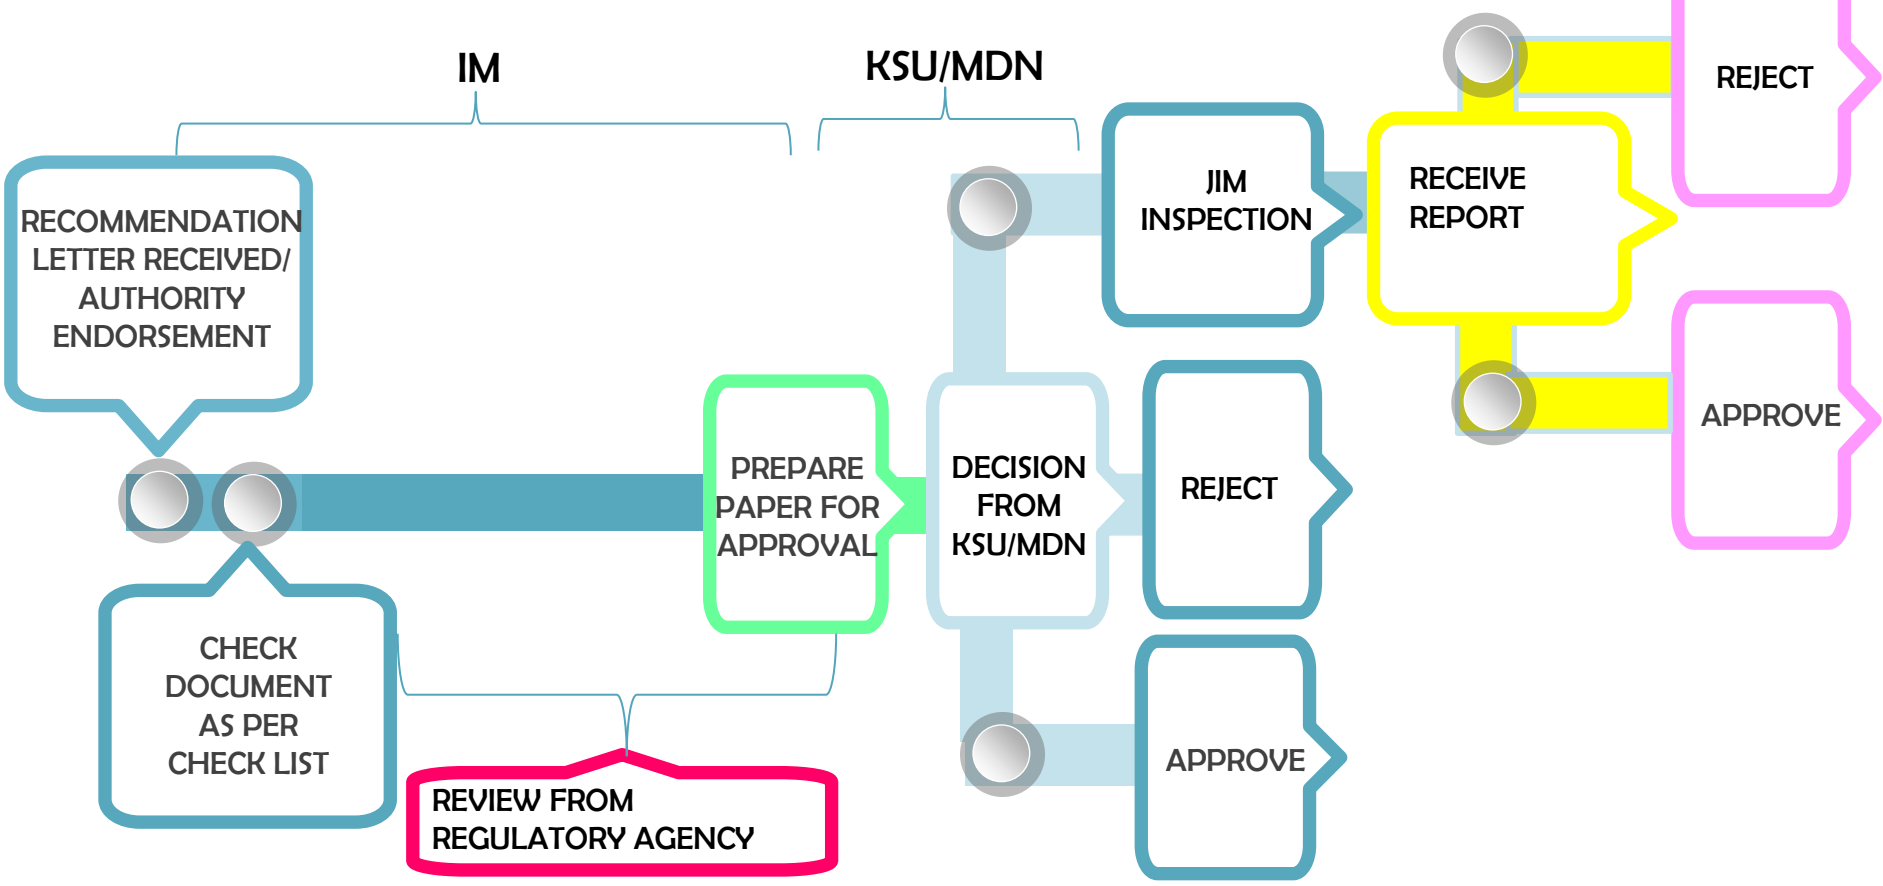 IM
KSU/MDN
RECOMMENDATION
LETTER RECEIVED/
AUTHORITY
ENDORSEMENT
CHECK
DOCUMENT
AS PER
CHECK LIST
REVIEW FROM
REGULATORY AGENCY
PREPARE
PAPER FOR
APPROVAL
DECISION
FROM
KSU/MDN
JIM
INSPECTION
REJECT
APPROVE
RECEIVE
REPORT
REJECT
APPROVE